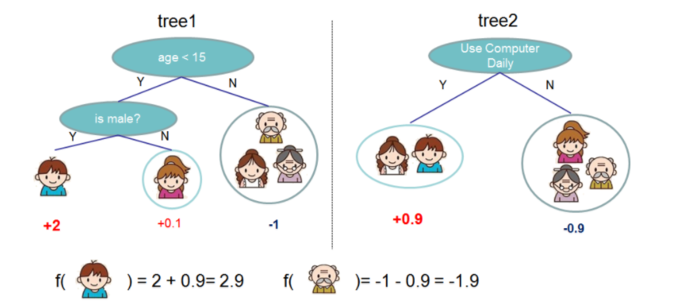 tree1
tree2
age < 15
Use Computer
Daily
Y
N
Y
N
is male?
Y
N
+2
+0.1
-1
+0.9
-0.9
f( ) = 2 + 0.9= 2.9
f( )= -1 - 0.9 = -1.9